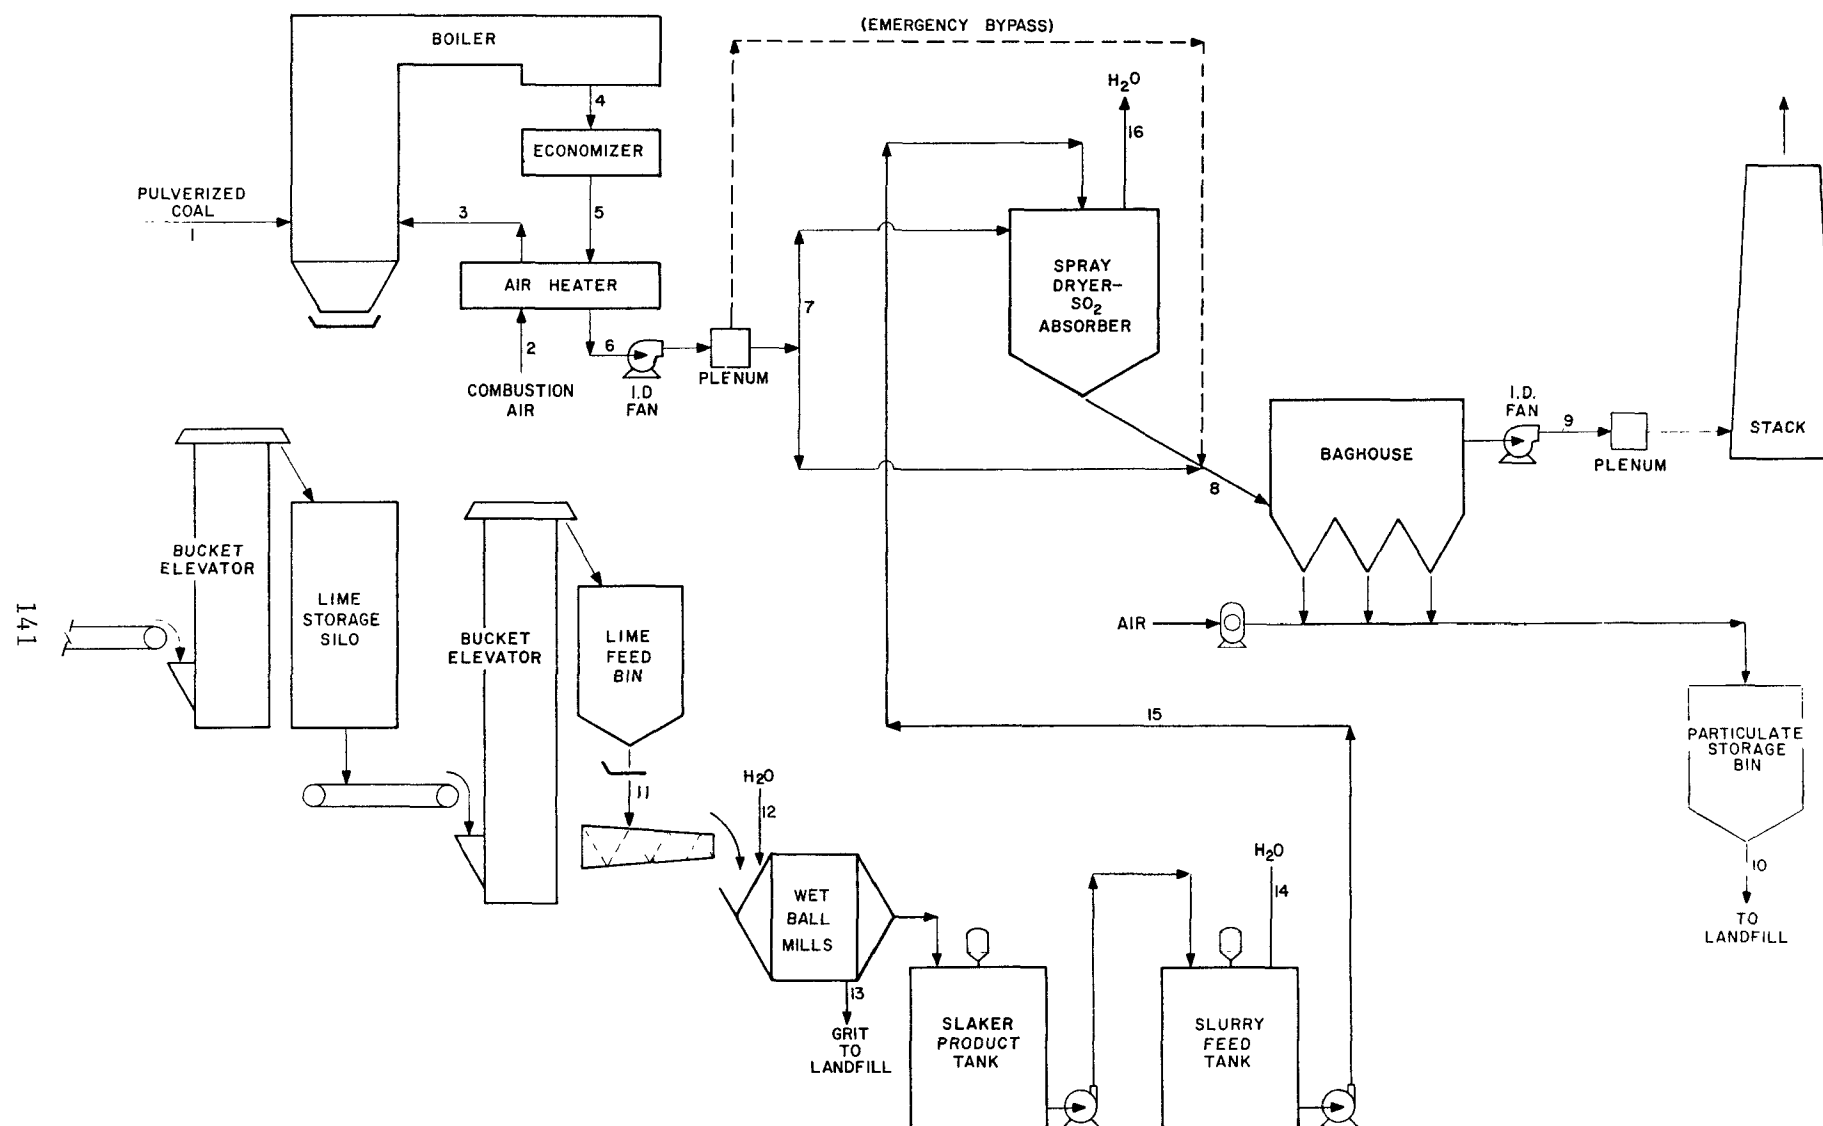 (EMERGENCY BYPASS)
BOILER
H2O
4
16
ECONOMIZER
PULVERIZED
COAL
1
3
5
AIR HEATER
SPRAY
DRYER–
SO2
ABSORBER
7
2
6
COMBUSTION
AIR
I.D
FAN
PLENUM
I.D.
FAN
9
STACK
BAGHOUSE
PLENUM
8
BUCKET
ELEVATOR
LIME
STORAGE
SILO
BUCKET
ELEVATOR
LIME
FEED
BIN
AIR
141
15
PARTICULATE
STORAGE
BIN
H2O
11
12
10
H2O
14
WET
BALL
MILLS
TO
LANDFILL
13
GRIT
TO
LANDFILL
SLAKER
PRODUCT
TANK
SLURRY
FEED
TANK